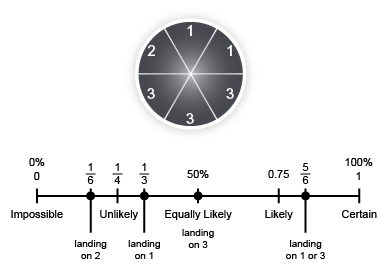 1
2 1
3 3
3
0% 50% 0.75 100%
0 1/6 1/4 1/3 5/6 1
Impossible Unlikely Equally Likely Likely Certain
landing on 2
landing on 1
landing on 3
landing on 1 or 3